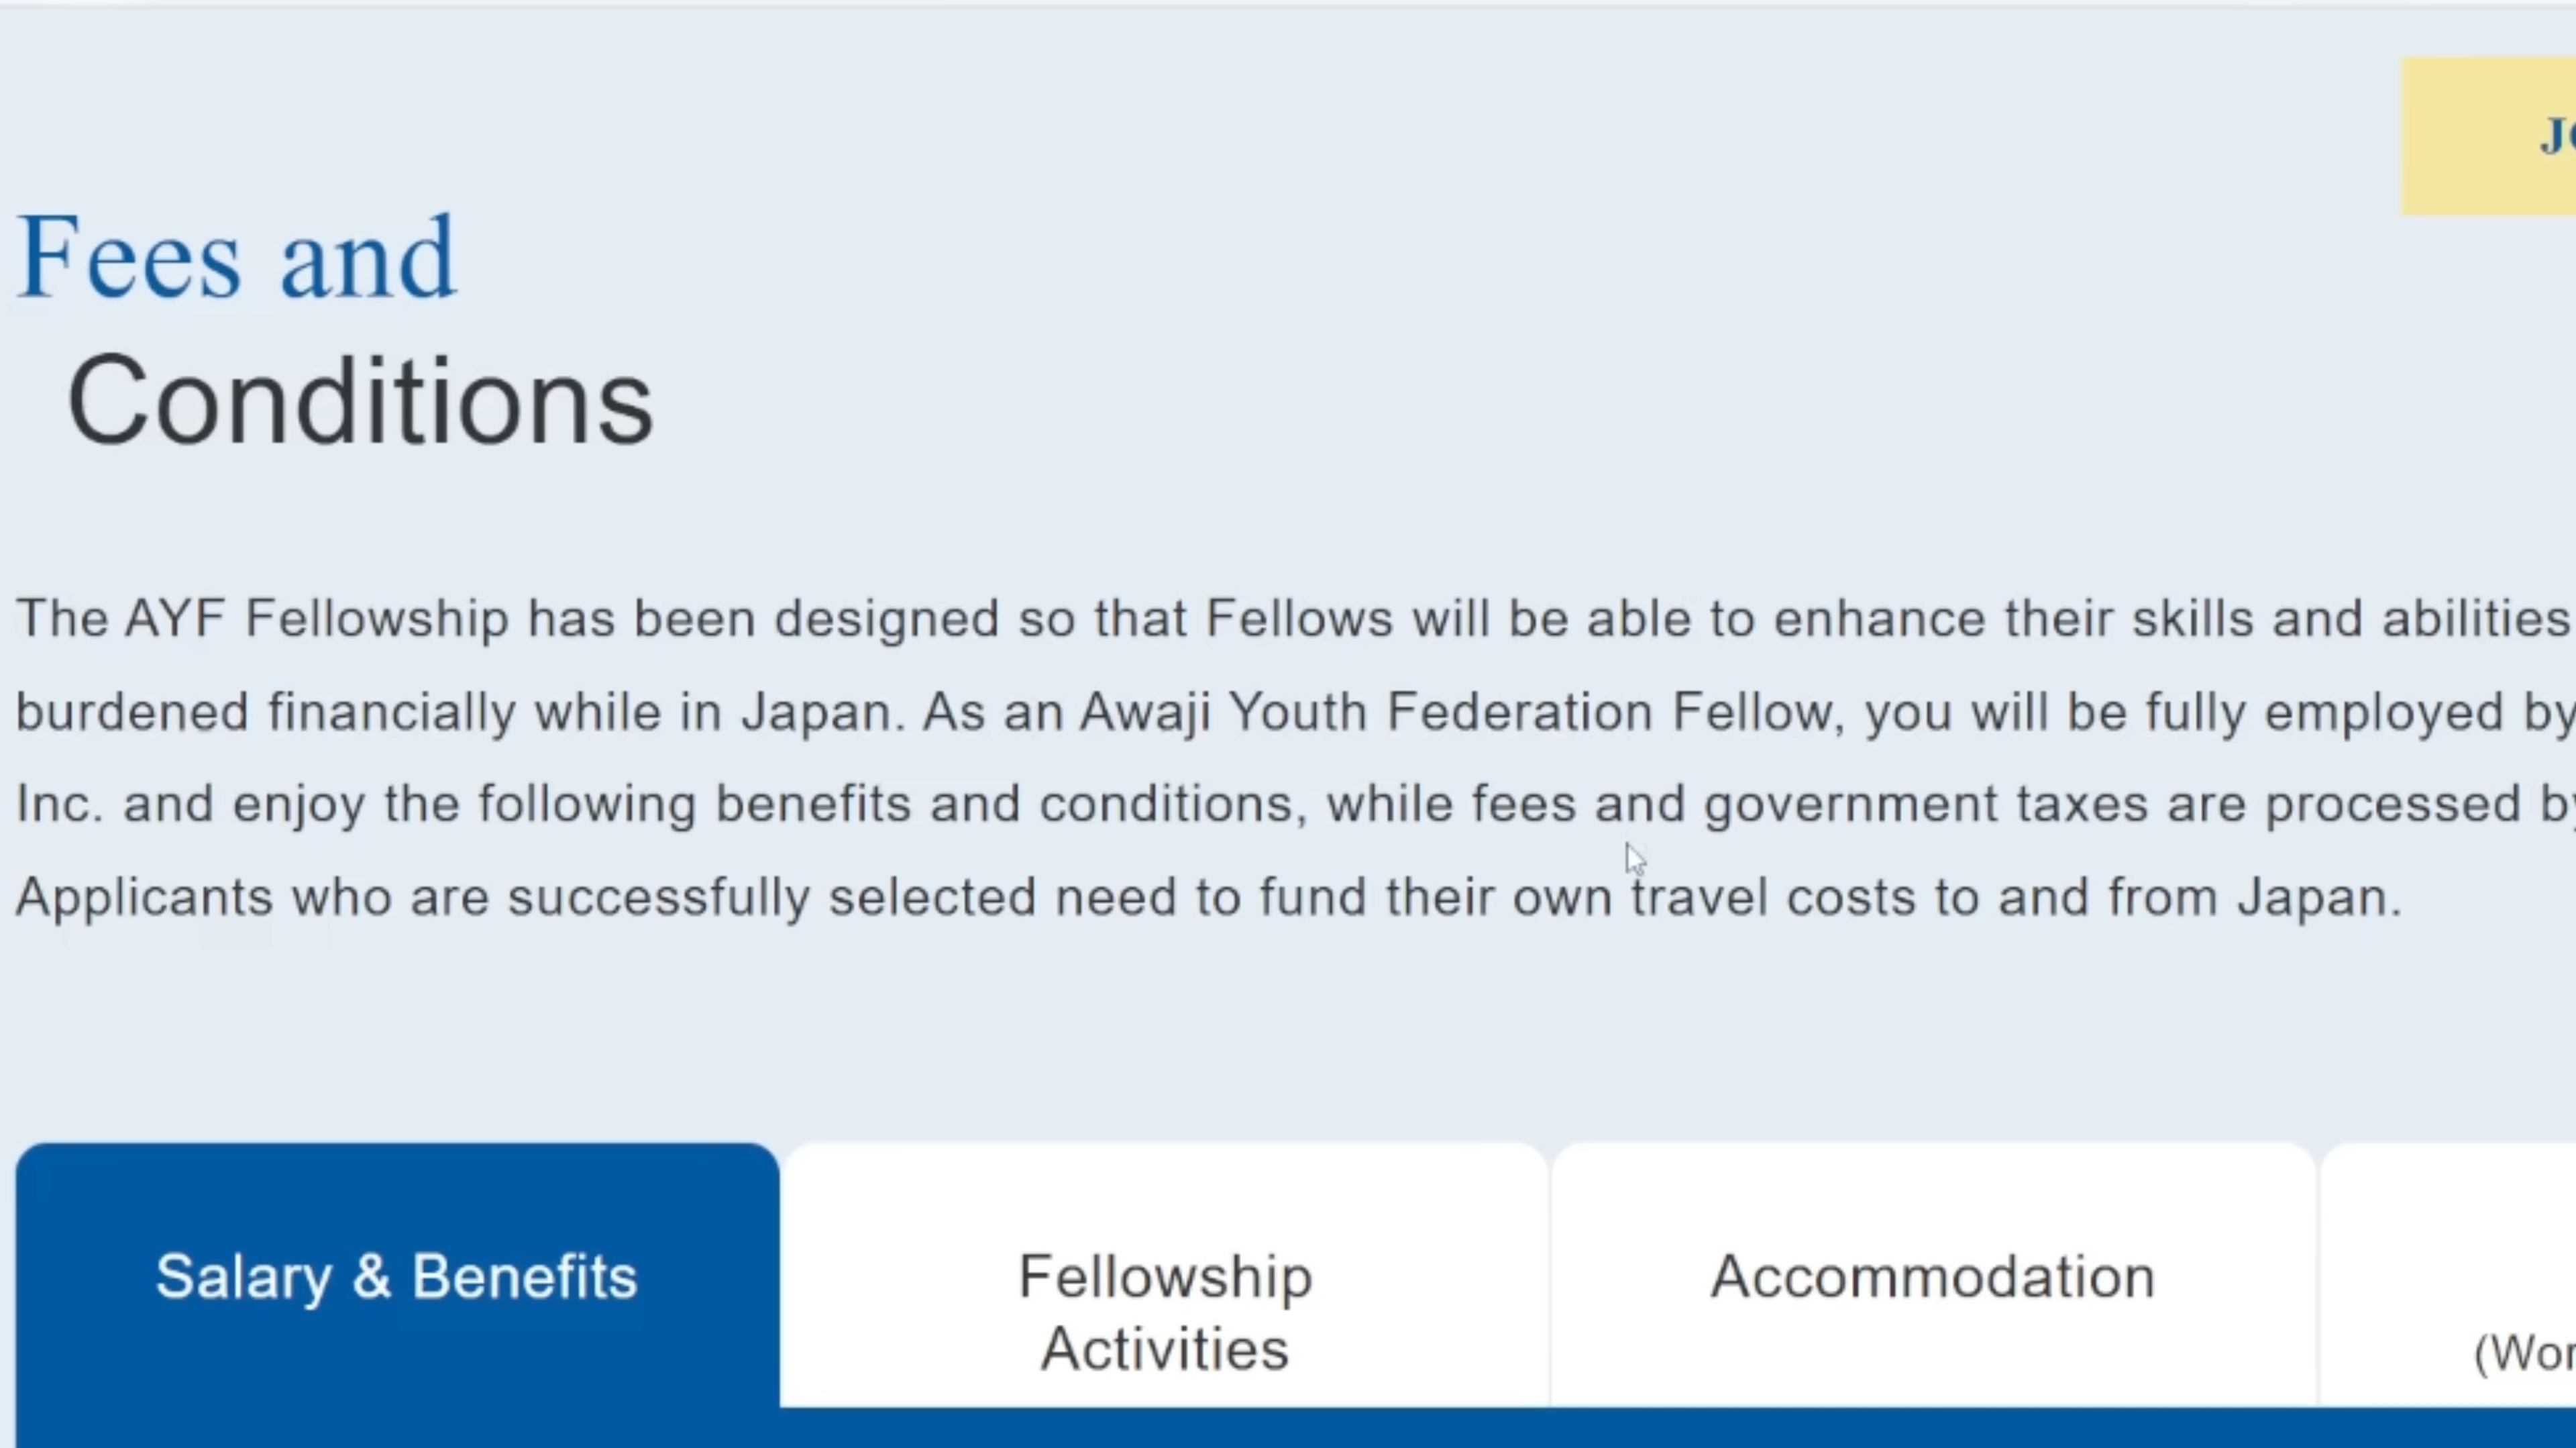 Fees and
Conditions
The AYF Fellowship has been designed so that Fellows will be able to enhance their skills and abilities
burdened financially while in Japan. As an Awaji Youth Federation Fellow, you will be fully employed by
Inc. and enjoy the following benefits and conditions, while fees and government taxes are processed by
Applicants who are successfully selected need to fund their own travel costs to and from Japan.
Salary & Benefits
Fellowship
Activities
Accommodation